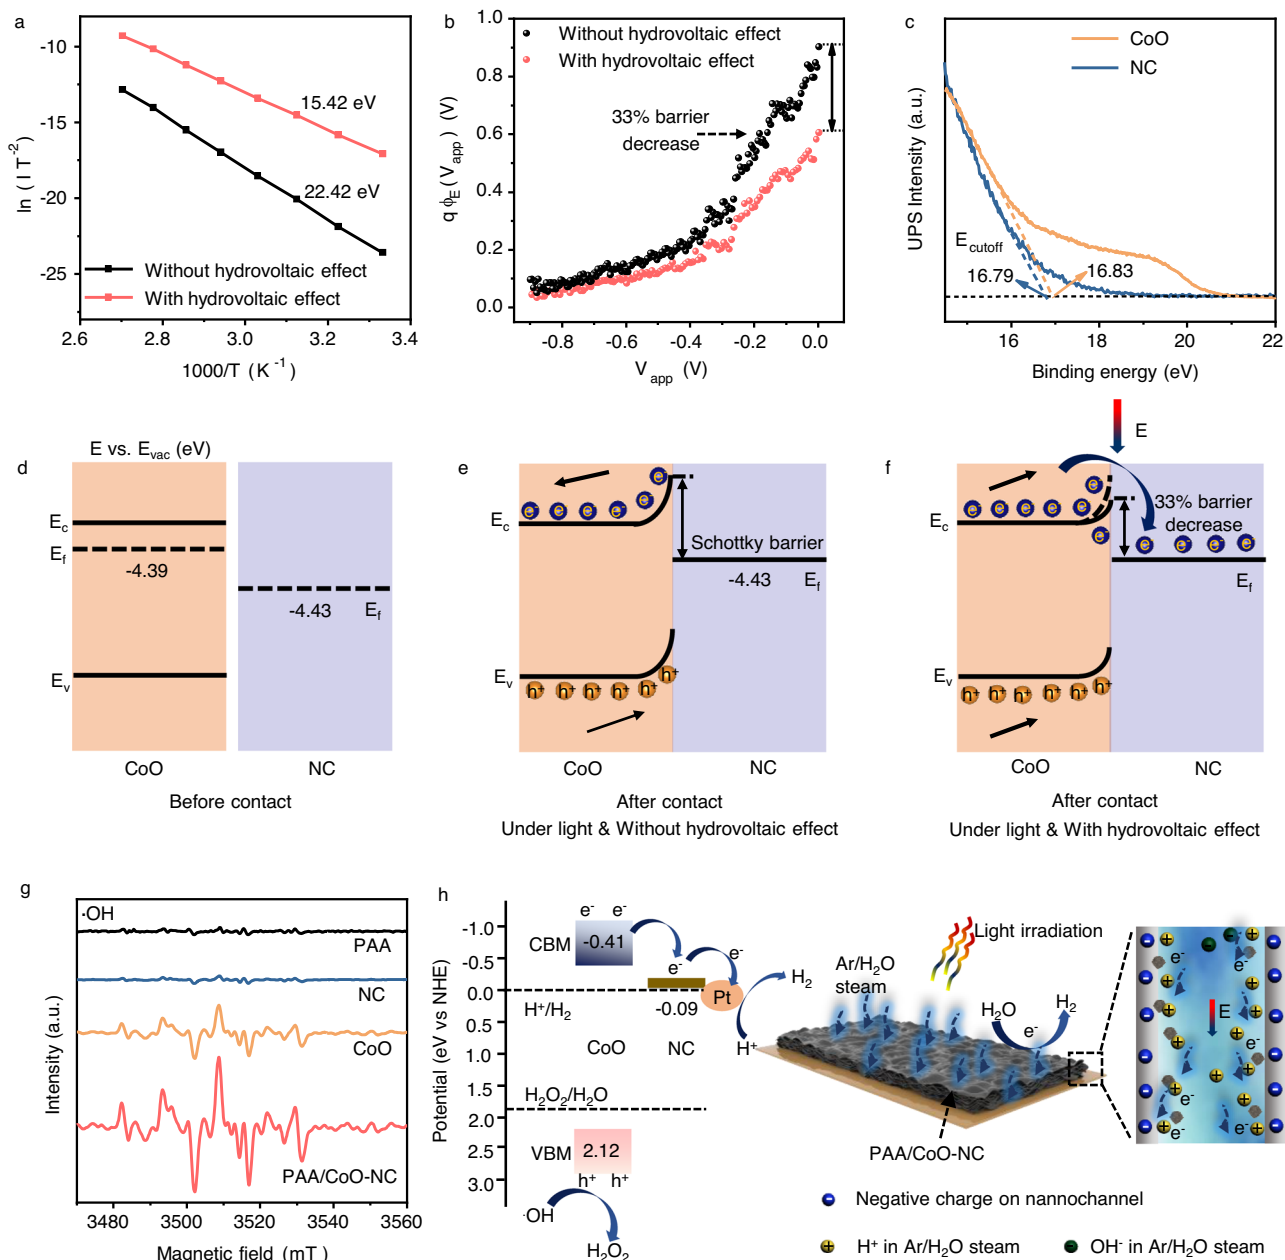 a
ln ( I T⁻²)
-10
-15
-20
-25
15.42 eV
22.42 eV
Without hydrovoltaic effect
With hydrovoltaic effect
2.6 2.8 3.0 3.2 3.4
1000/T ( K⁻¹)
b
q ϕE ( Vapp ) (V)
1.0
0.8
0.6
0.4
0.2
0.0
Without hydrovoltaic effect
With hydrovoltaic effect
33% barrier
decrease
-0.8 -0.6 -0.4 -0.2 0.0
Vapp (V)
c
UPS Intensity (a.u.)
CoO
NC
Ecutoff
16.79
16.83
16 18 20 22
Binding energy (eV)
d
E vs. Evac (eV)
Ec
Ef
-4.39
-4.43
Ef
Ev
CoO NC
Before contact
e
e⁻ e⁻ e⁻ e⁻ e⁻ e⁻
Ec
Schottky barrier
-4.43 Ef
Ev
h⁺ h⁺ h⁺ h⁺ h⁺ h⁺
CoO NC
After contact
Under light & Without hydrovoltaic effect
f
E
e⁻ e⁻ e⁻ e⁻ e⁻ e⁻ e⁻
33% barrier
decrease
Ec
e⁻ e⁻ e⁻ e⁻
Ef
Ev
h⁺ h⁺ h⁺ h⁺ h⁺ h⁺
CoO NC
After contact
Under light & With hydrovoltaic effect
g
Intensity (a.u.)
·OH
PAA
NC
CoO
PAA/CoO-NC
3480 3500 3520 3540 3560
Magnetic field (mT)
h
Potential (eV vs NHE)
-1.0
-0.5
0.0
0.5
1.0
1.5
2.0
2.5
3.0
e⁻ e⁻
CBM
-0.41
e⁻
e⁻
Pt
-0.09
H⁺/H₂
H₂
H⁺
CoO NC
H₂O₂/H₂O
VBM
2.12
h⁺ h⁺
·OH
H₂O₂
Light irradiation
Ar/H₂O
steam
H₂O
e⁻
H₂
PAA/CoO-NC
e⁻
e⁻
E
e⁻
e⁻
e⁻
e⁻
Negative charge on nannochannel
H⁺ in Ar/H₂O steam
OH⁻ in Ar/H₂O steam